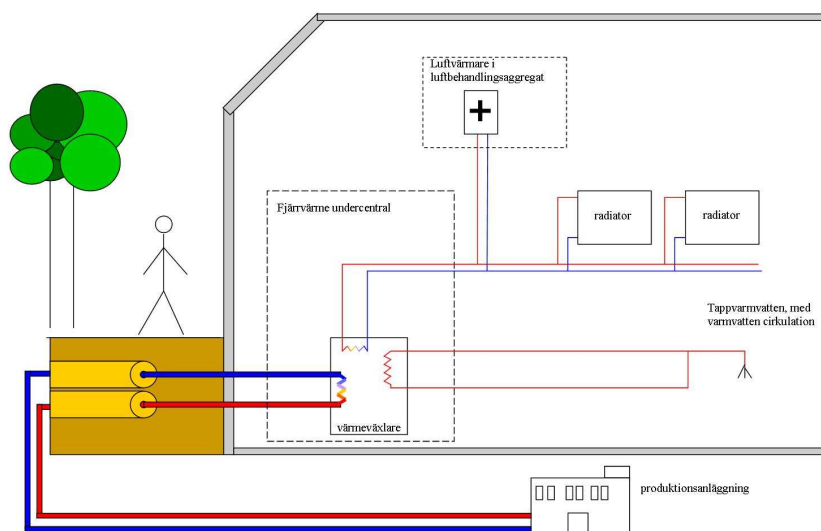 Luftvärmare i
luftbehandlingsaggregat
Fjärrvärme undercentral
radiator
radiator
Tappvarmvatten, med
varmvatten cirkulation
värmeväxlare
produktionsanläggning